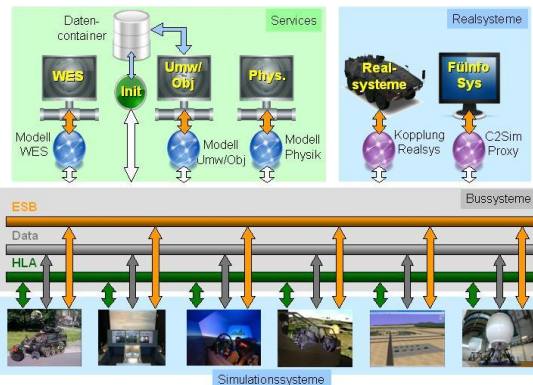 Services
Realsysteme
Daten-
container
WES
Init
Umw/
Obj
Phys.
Real-
systeme
FüInfo
Sys
Modell
WES
Modell
Umw/Obj
Modell
Physik
Kopplung
Realsys
C2Sim
Proxy
Bussysteme
ESB
Data
HLA
Simulationssysteme